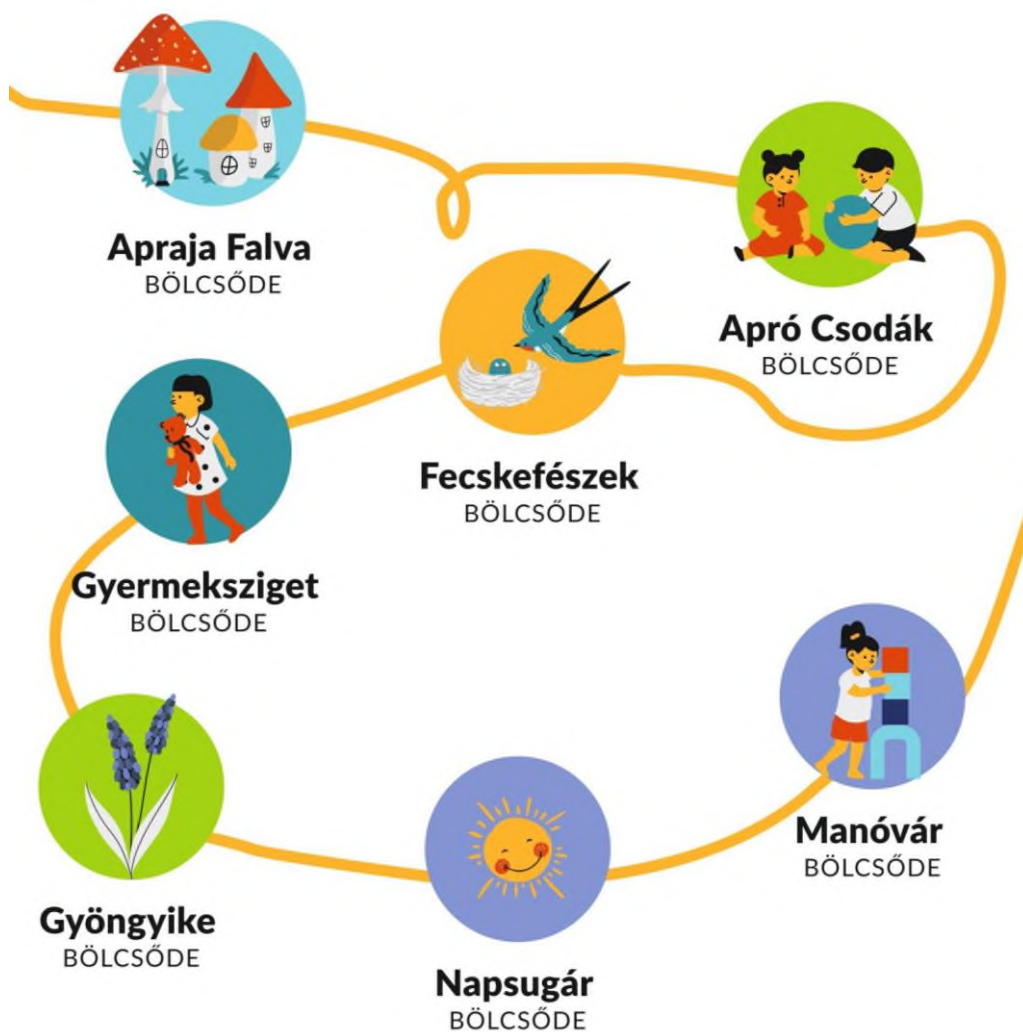 Apraja Falva
BÖLCSŐDE
Apró Csodák
BÖLCSŐDE
Fecskefészek
BÖLCSŐDE
Gyermeksziget
BÖLCSŐDE
Gyöngyike
BÖLCSŐDE
Napsugár
BÖLCSŐDE
Manóvár
BÖLCSŐDE